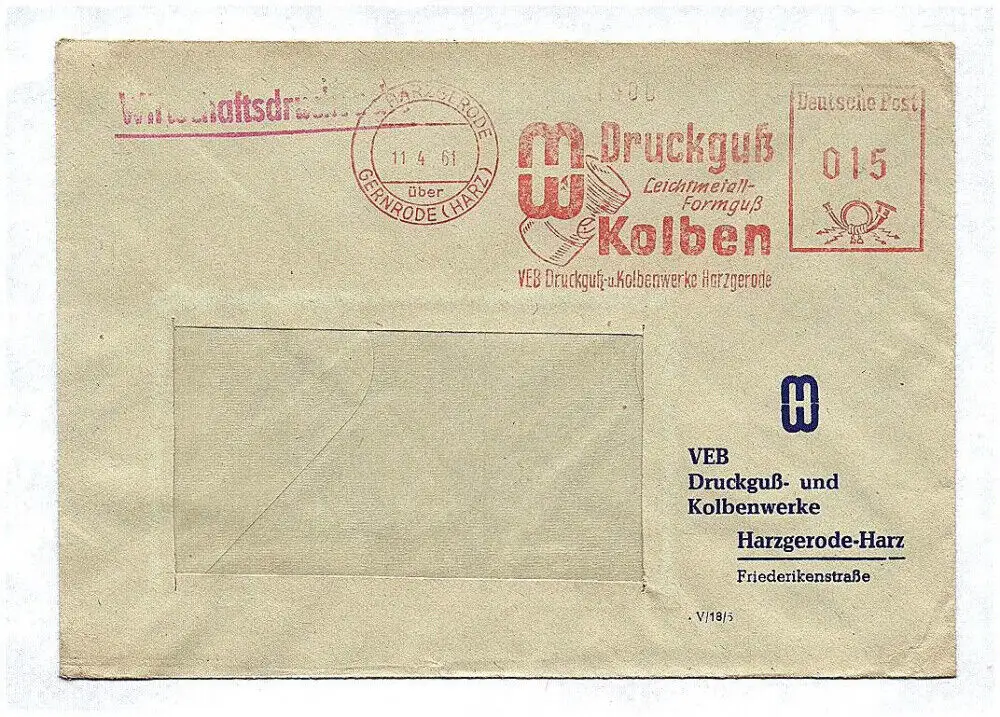 HARZGERODE
11.4.61
über
GERNRODE (HARZ)
Druckguß
Leichtmetall-
Formguß
Kolben
VEB Druckguß-u.Kolbenwerke Harzgerode
Deutsche Post
015
VEB
Druckguß- und
Kolbenwerke
Harzgerode-Harz
Friederikenstraße
V/18/5